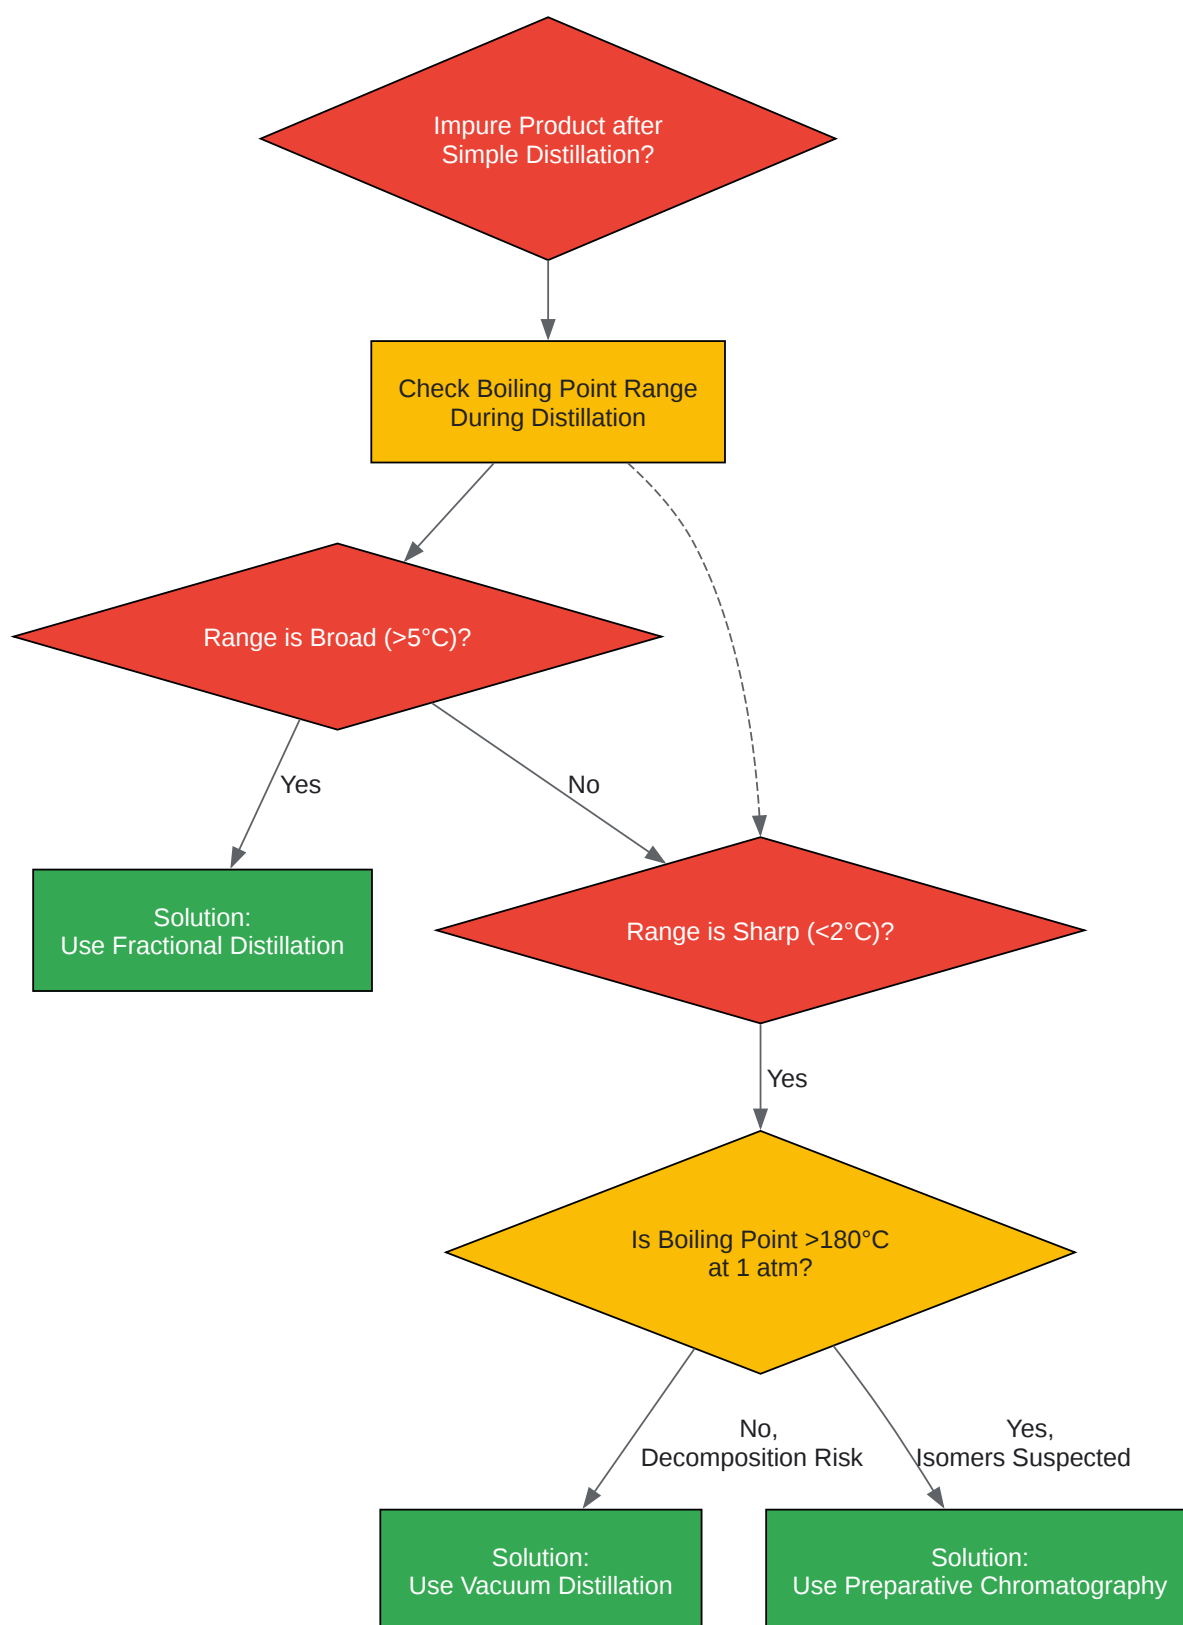 Impure Product after
Simple Distillation?
Check Boiling Point Range
During Distillation
Range is Broad (>5°C)?
Yes
No
Solution:
Use Fractional Distillation
Range is Sharp (<2°C)?
Yes
Is Boiling Point >180°C
at 1 atm?
No,
Decomposition Risk
Yes,
Isomers Suspected
Solution:
Use Vacuum Distillation
Solution:
Use Preparative Chromatography